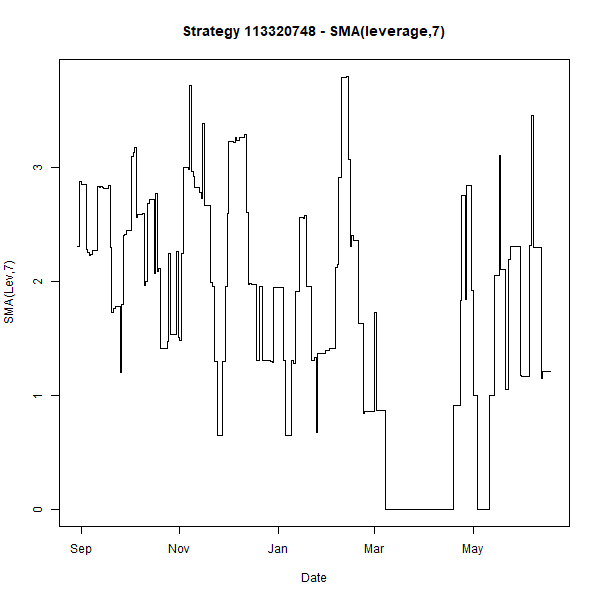 Strategy 113320748 - SMA(leverage,7)
SMA(Lev,7)
3
2
1
0
Sep Nov Jan Mar May
Date